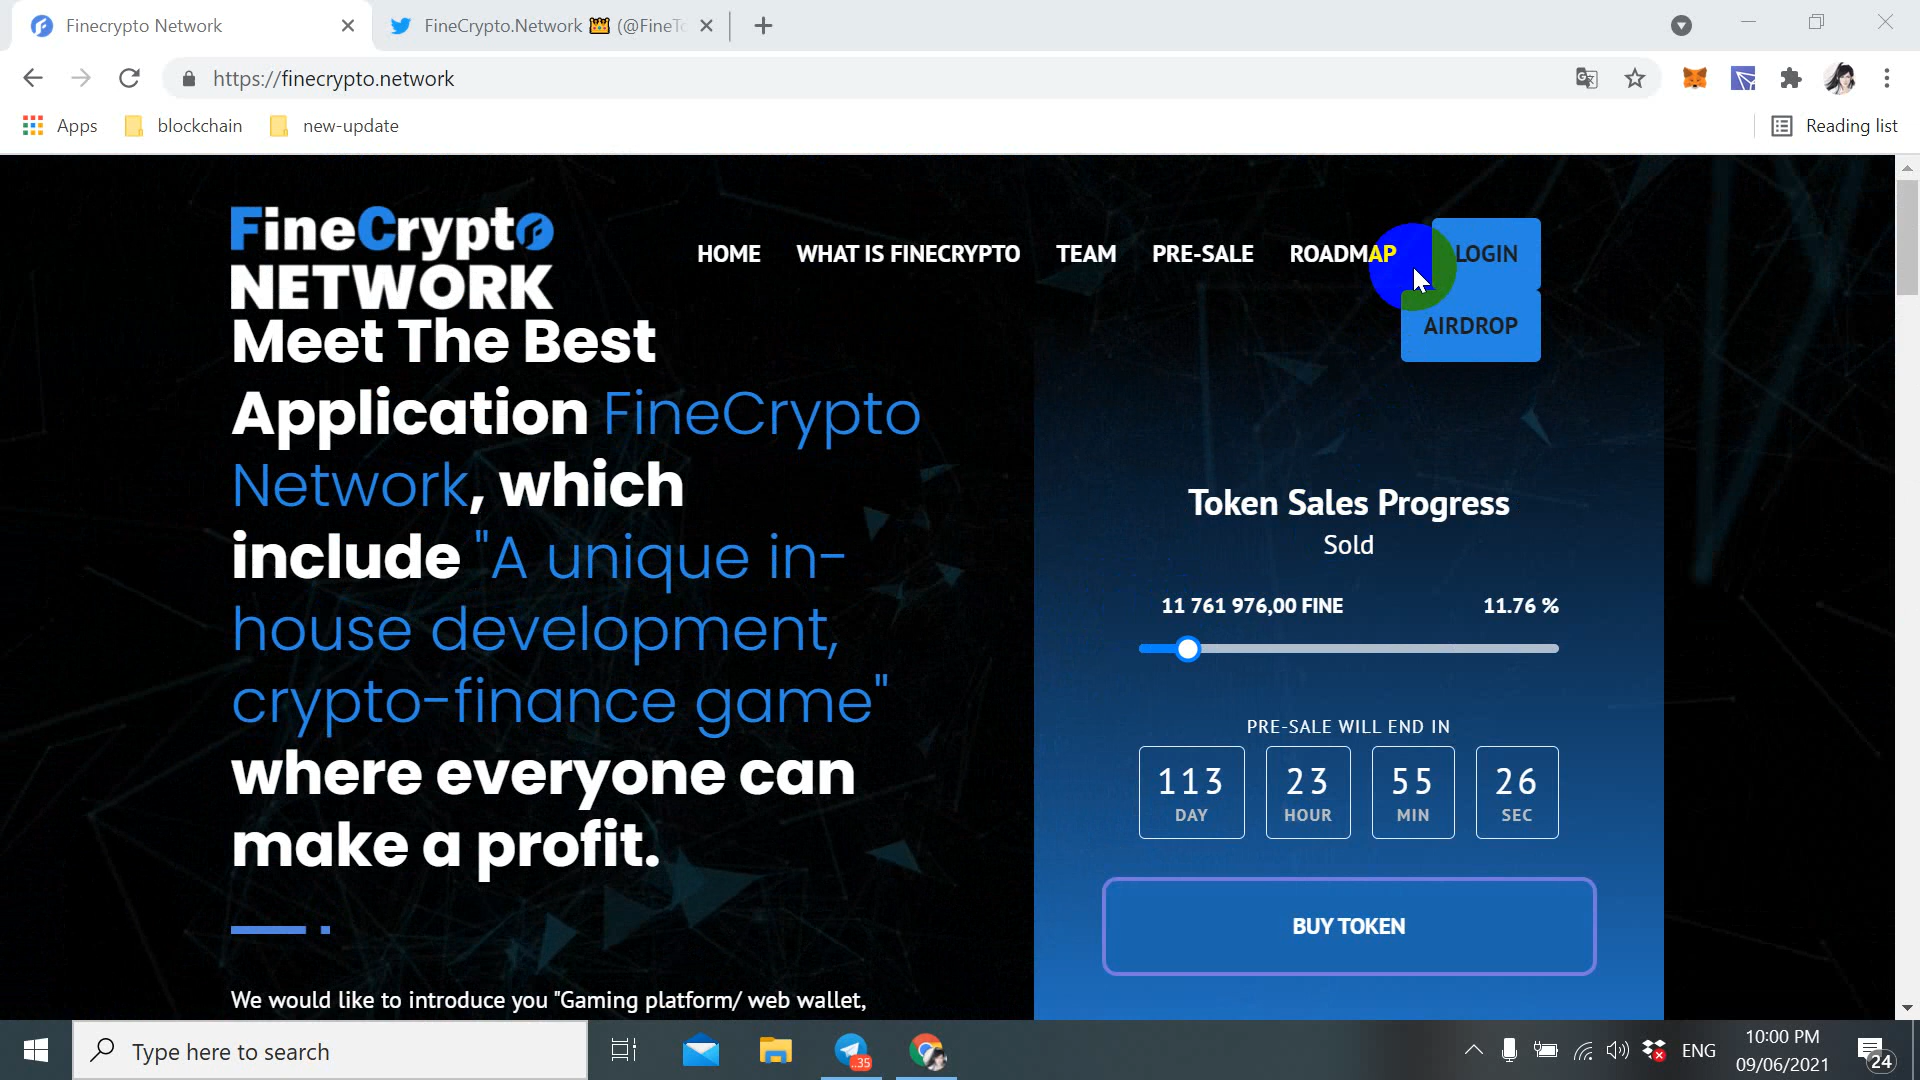 Finecrypto Network
FineCrypto.Network 👑 (@FineTo
https://finecrypto.network
Apps
blockchain
new-update
Reading list
FineCrypto
NETWORK
HOME
WHAT IS FINECRYPTO
TEAM
PRE-SALE
ROADMAP
LOGIN
AIRDROP
Meet The Best
Application FineCrypto
Network, which
include "A unique in-
house development,
crypto-finance game"
where everyone can
make a profit.
We would like to introduce you "Gaming platform/ web wallet,
Token Sales Progress
Sold
11 761 976,00 FINE
11.76 %
PRE-SALE WILL END IN
113
DAY
23
HOUR
55
MIN
26
SEC
BUY TOKEN
Type here to search
..35
ENG
10:00 PM
09/06/2021
24